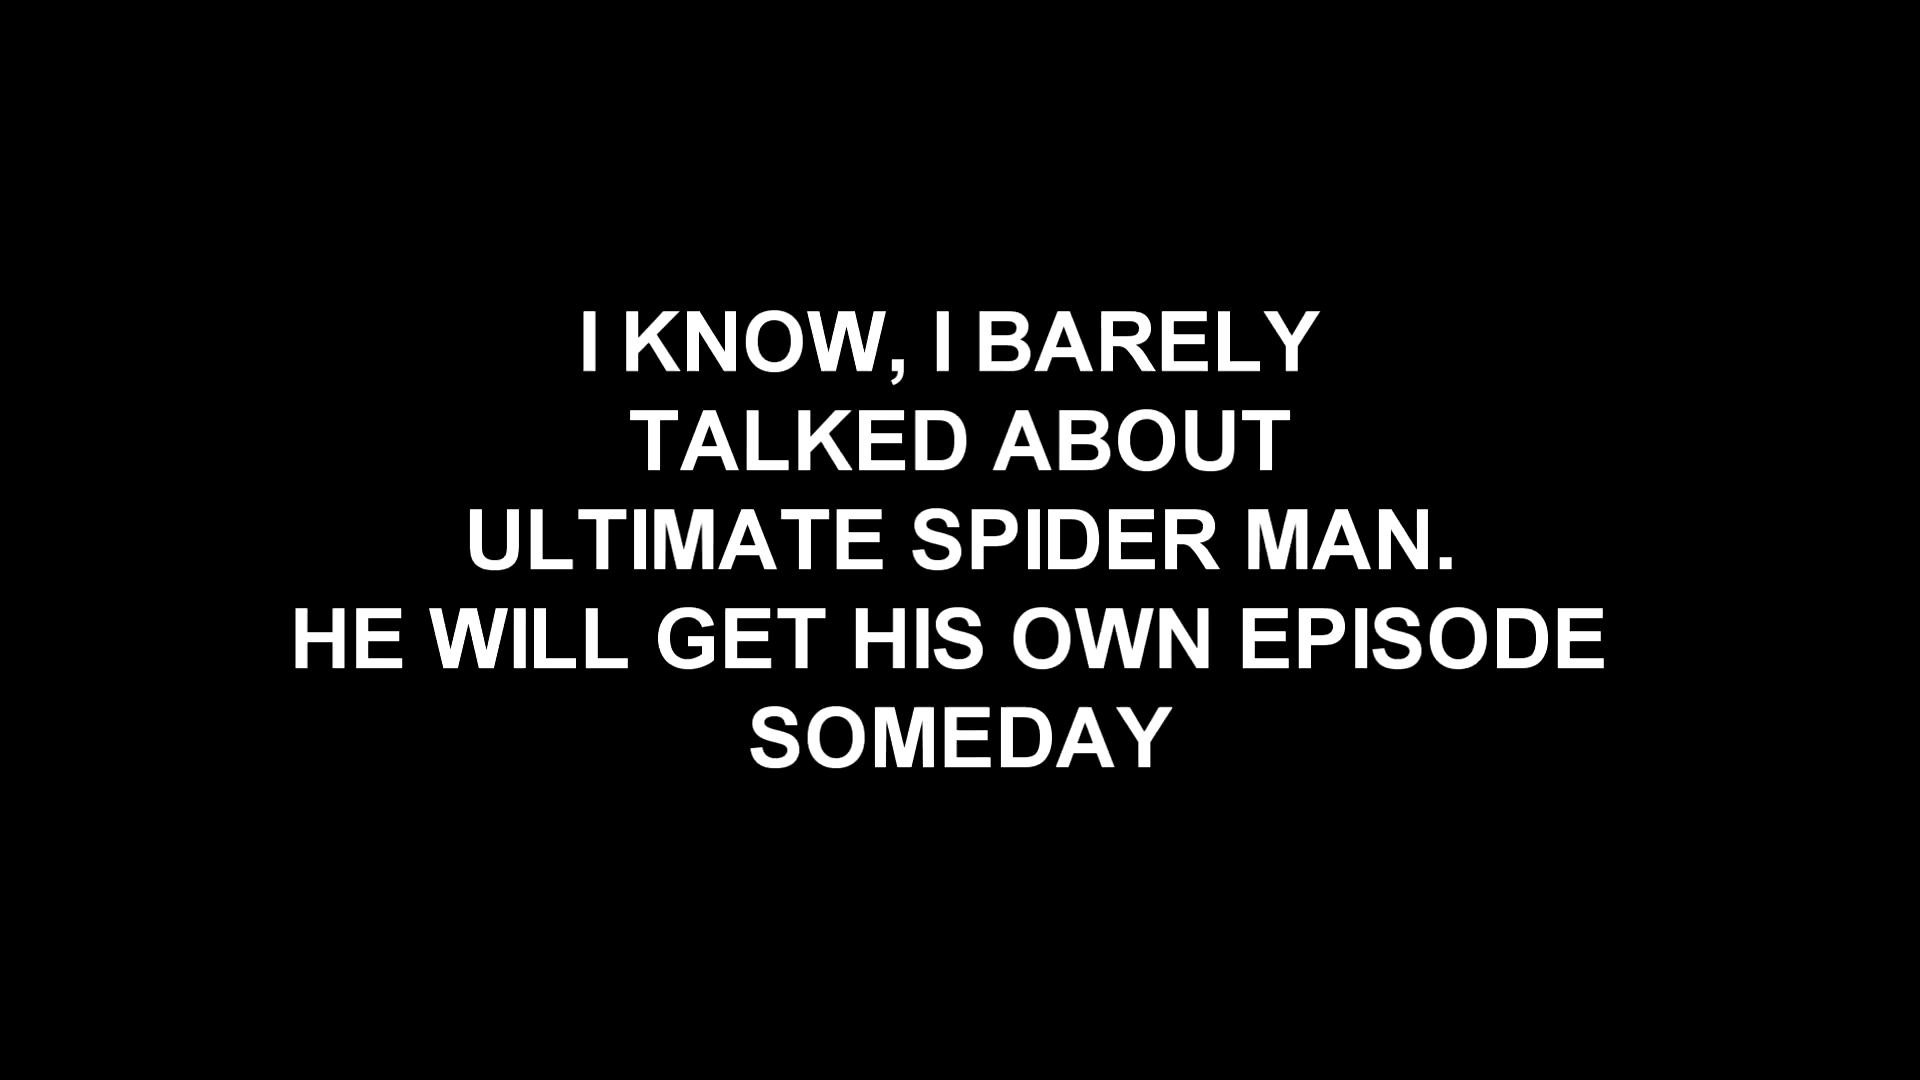 I KNOW, I BARELY
TALKED ABOUT
ULTIMATE SPIDER MAN.
HE WILL GET HIS OWN EPISODE
SOMEDAY